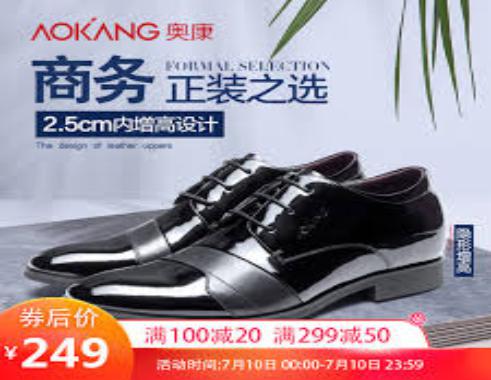 AOKANG 奥康
商务
FORMAL SELECTION
正装之选
2.5cm内增高设计
The design of leather uppers
券后价
¥249
满100减20 满299减50
活动时间:7月10日 00:00-7月10日 23:59